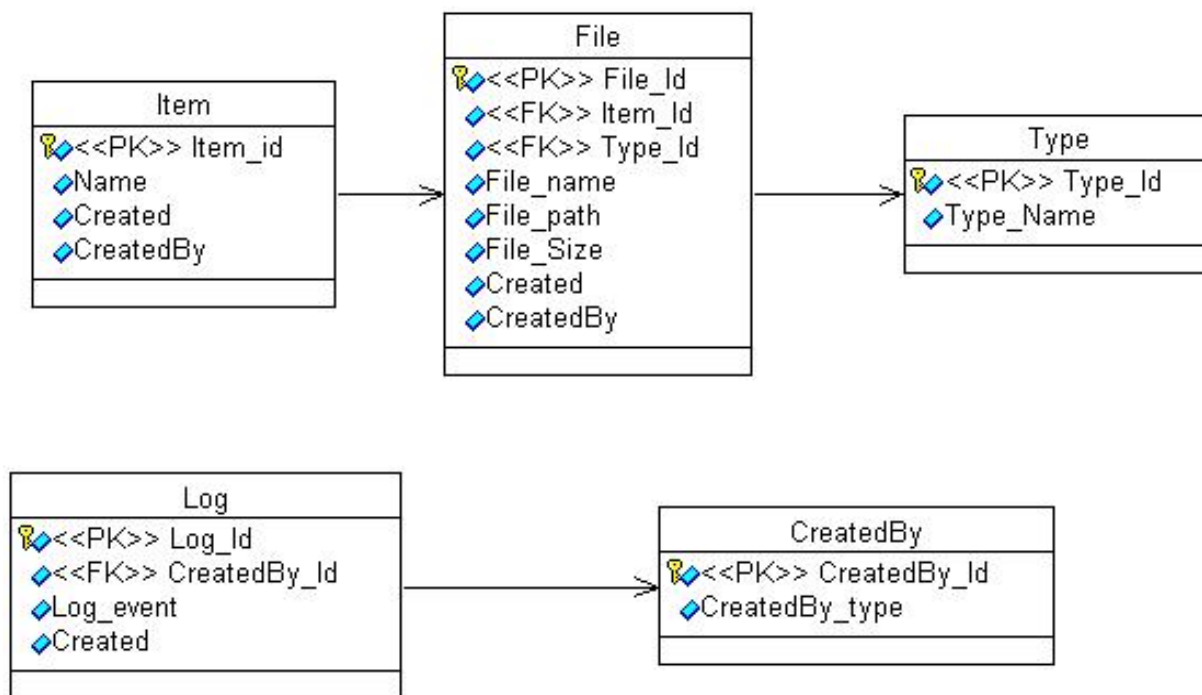 Item
<<PK>> Item_id
Name
Created
CreatedBy
File
<<PK>> File_Id
<<FK>> Item_Id
<<FK>> Type_Id
File_name
File_path
File_Size
Created
CreatedBy
Type
<<PK>> Type_Id
Type_Name
Log
<<PK>> Log_Id
<<FK>> CreatedBy_Id
Log_event
Created
CreatedBy
<<PK>> CreatedBy_Id
CreatedBy_type